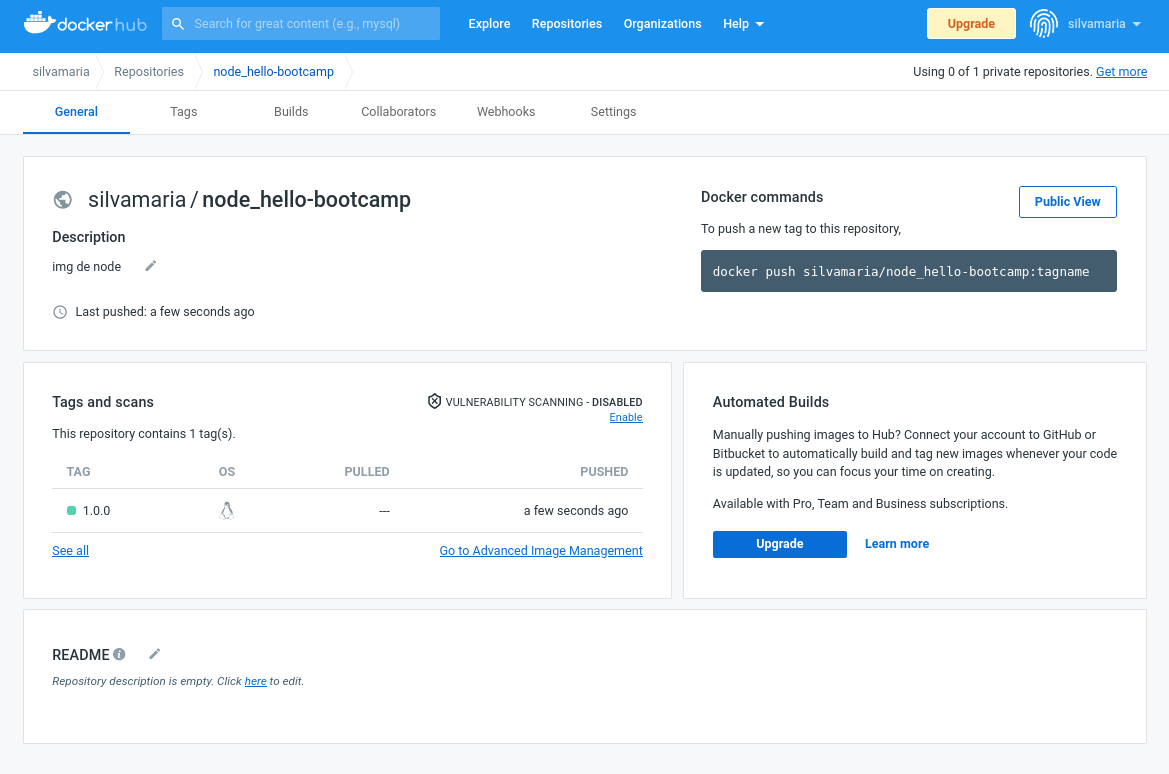 docker hub
Search for great content (e.g., mysql)
Explore Repositories Organizations Help
Upgrade
silvamaria
silvamaria Repositories node_hello-bootcamp
Using 0 of 1 private repositories. Get more
General Tags Builds Collaborators Webhooks Settings
silvamaria / node_hello-bootcamp
Description
img de node
Last pushed: a few seconds ago
Docker commands
Public View
To push a new tag to this repository,
docker push silvamaria/node_hello-bootcamp:tagname
Tags and scans
VULNERABILITY SCANNING - DISABLED
Enable
This repository contains 1 tag(s).
TAG OS PULLED PUSHED
1.0.0 --- a few seconds ago
See all
Go to Advanced Image Management
Automated Builds
Manually pushing images to Hub? Connect your account to GitHub or
Bitbucket to automatically build and tag new images whenever your code
is updated, so you can focus your time on creating.
Available with Pro, Team and Business subscriptions.
Upgrade
Learn more
README
Repository description is empty. Click here to edit.